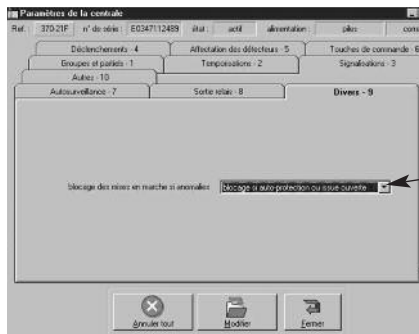 Paramètres de la centrale
Ref. : 370-21F n° de série : E0347112489 état : actif alimentation : piles cons
Déclenchements - 4 Affectation des détecteurs - 5 Touches de commande - 6
Groupes et partiels - 1 Temporisations - 2 Signalisations - 3
Autres - 10
Autosurveillance - 7 Sortie relais - 8 Divers - 9
blocage des mises en marche si anomalies blocage si auto-protection ou issue ouverte
Annuler tout Modifier Fermer